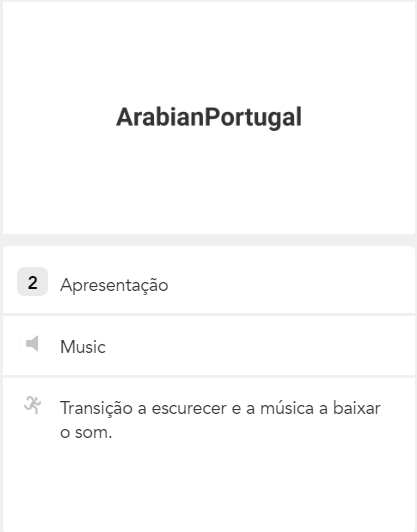 ArabianPortugal
2 Apresentação
Music
Transição a escurecer e a música a baixar
o som.